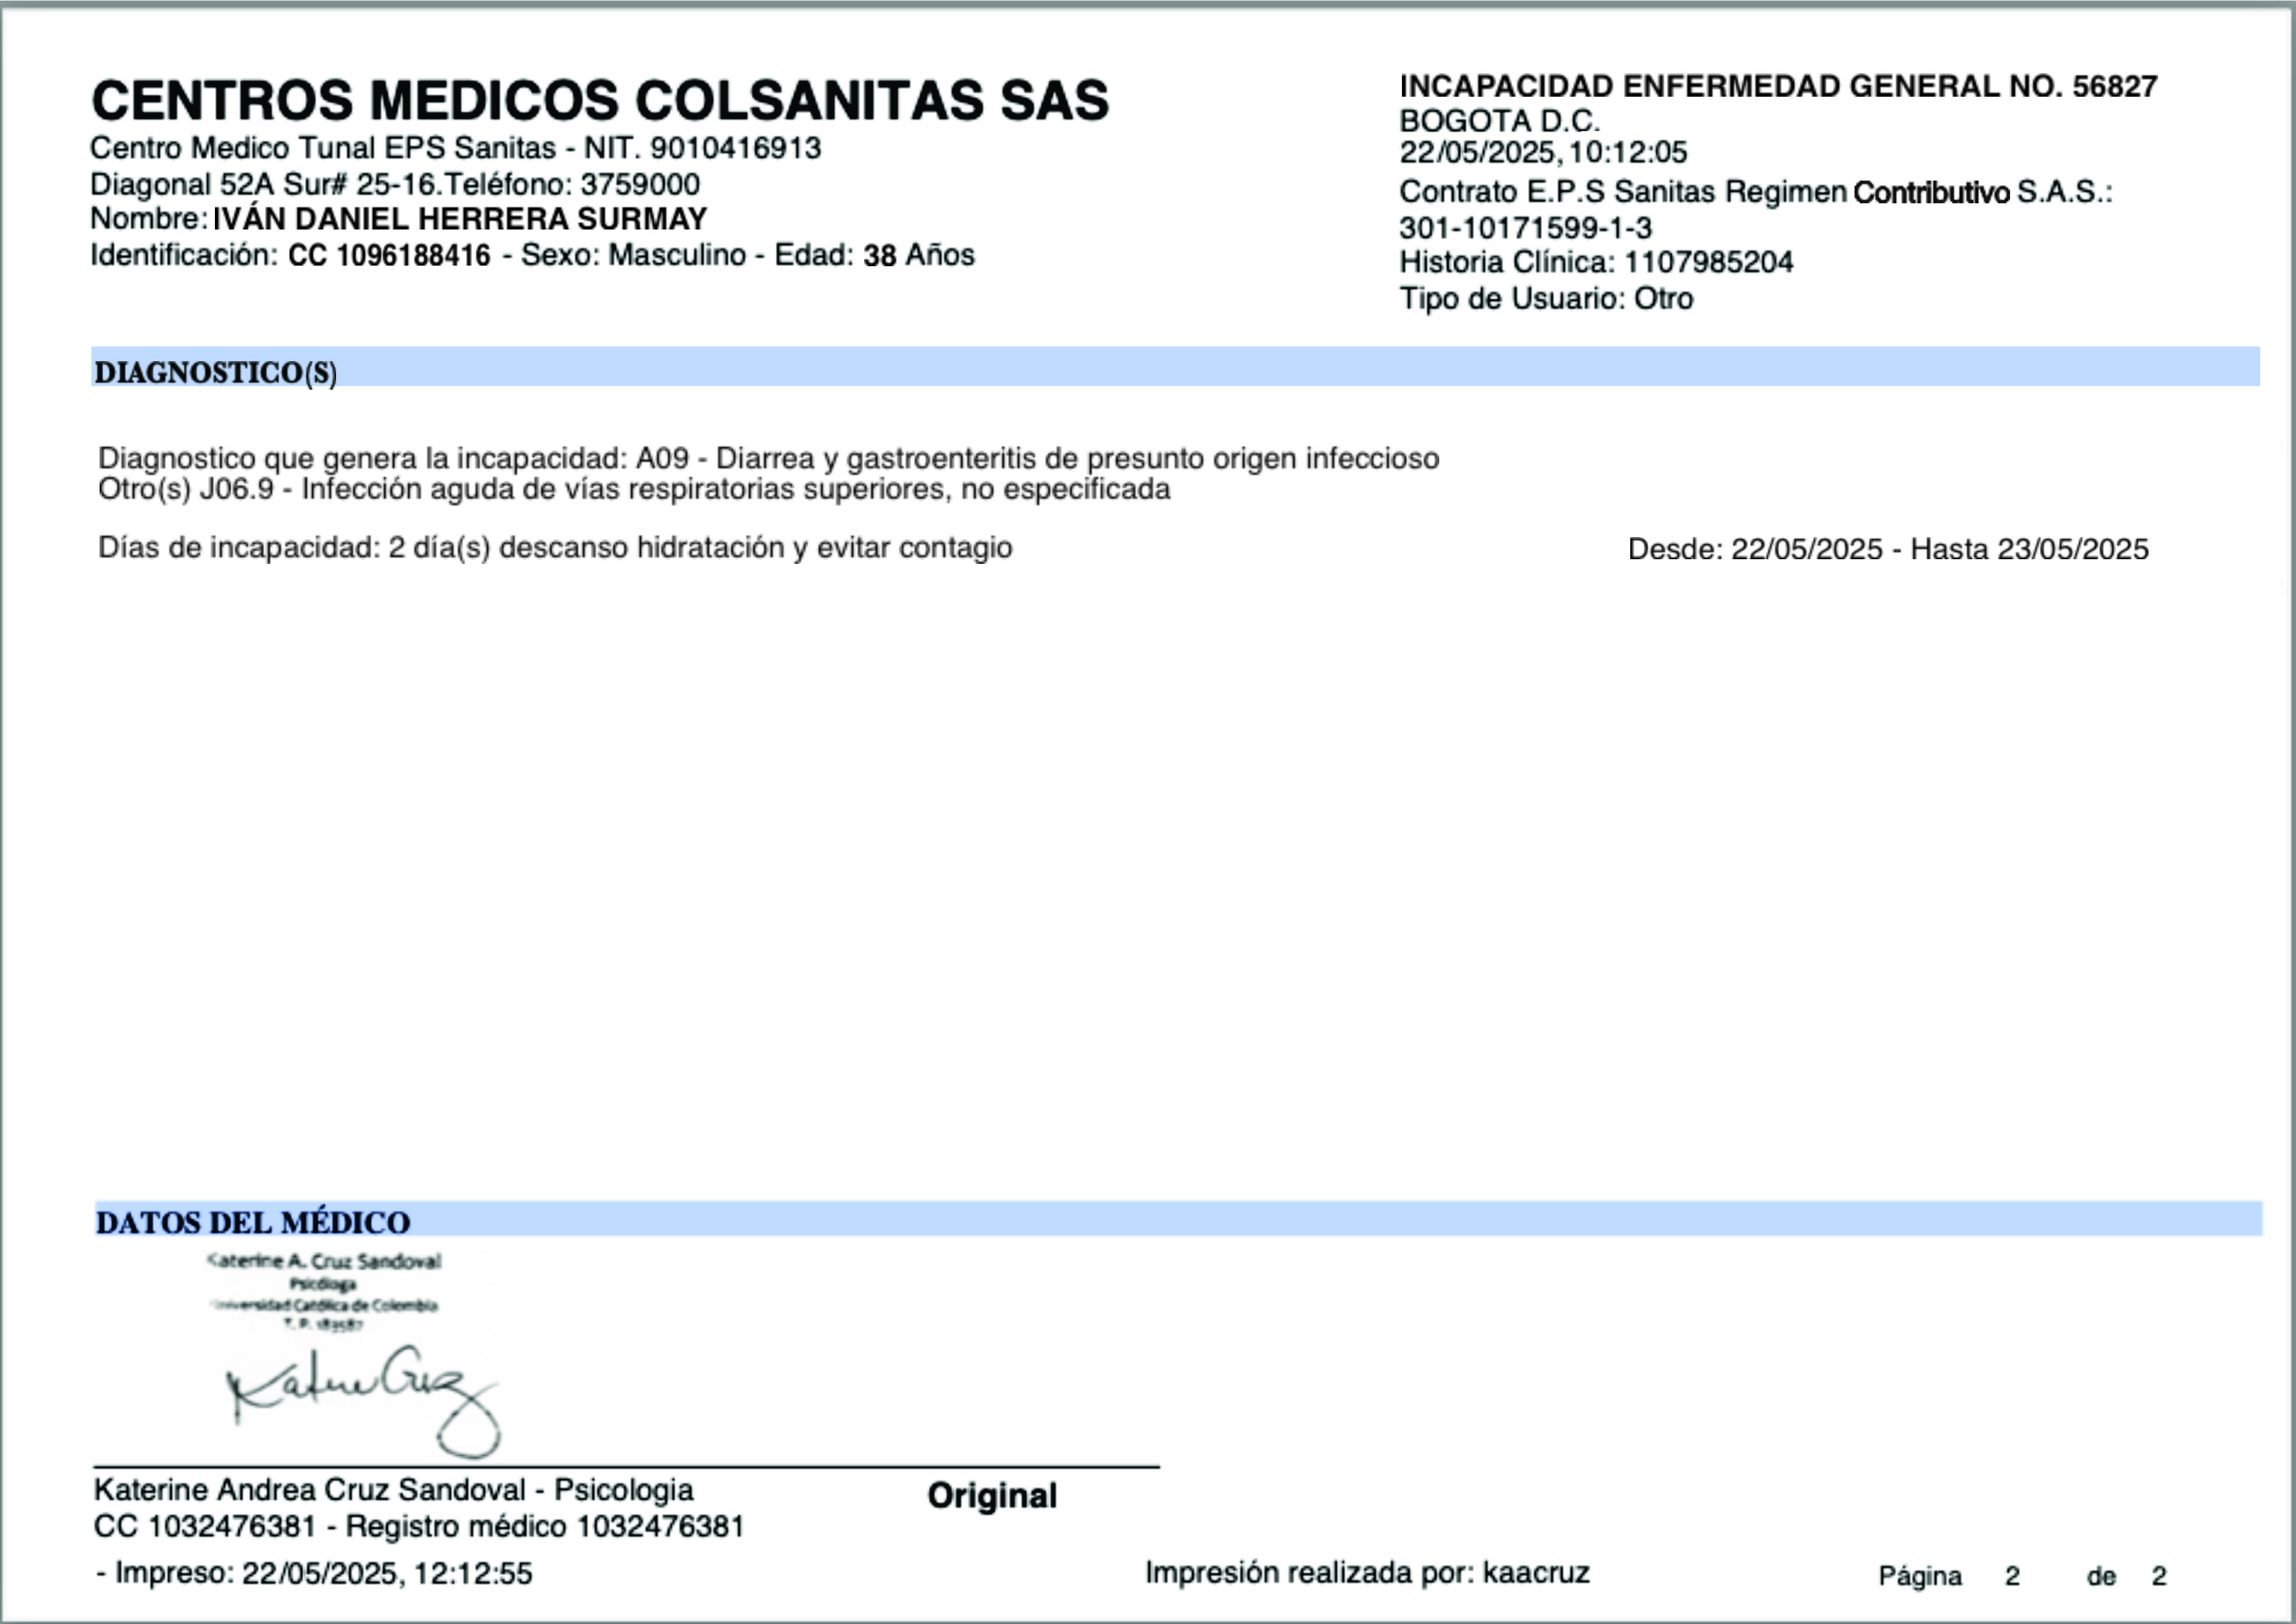 CENTROS MEDICOS COLSANITAS SAS
Centro Medico Tunal EPS Sanitas - NIT. 9010416913
Diagonal 52A Sur# 25-16.Teléfono: 3759000
Nombre: IVÁN DANIEL HERRERA SURMAY
Identificación: CC 1096188416 - Sexo: Masculino - Edad: 38 Años
INCAPACIDAD ENFERMEDAD GENERAL NO. 56827
BOGOTA D.C.
22/05/2025, 10:12:05
Contrato E.P.S Sanitas Regimen Contributivo S.A.S.:
301-10171599-1-3
Historia Clínica: 1107985204
Tipo de Usuario: Otro
DIAGNOSTICO(S)
Diagnostico que genera la incapacidad: A09 - Diarrea y gastroenteritis de presunto origen infeccioso
Otro(s) J06.9 - Infección aguda de vías respiratorias superiores, no especificada
Días de incapacidad: 2 día(s) descanso hidratación y evitar contagio
Desde: 22/05/2025 - Hasta 23/05/2025
DATOS DEL MÉDICO
Katerine A. Cruz Sandoval
Psicóloga
Universidad Católica de Colombia
T. P.
Katerine Cruz
Katerine Andrea Cruz Sandoval - Psicologia
CC 1032476381 - Registro médico 1032476381
Original
- Impreso: 22/05/2025, 12:12:55
Impresión realizada por: kaacruz
Página 2 de 2